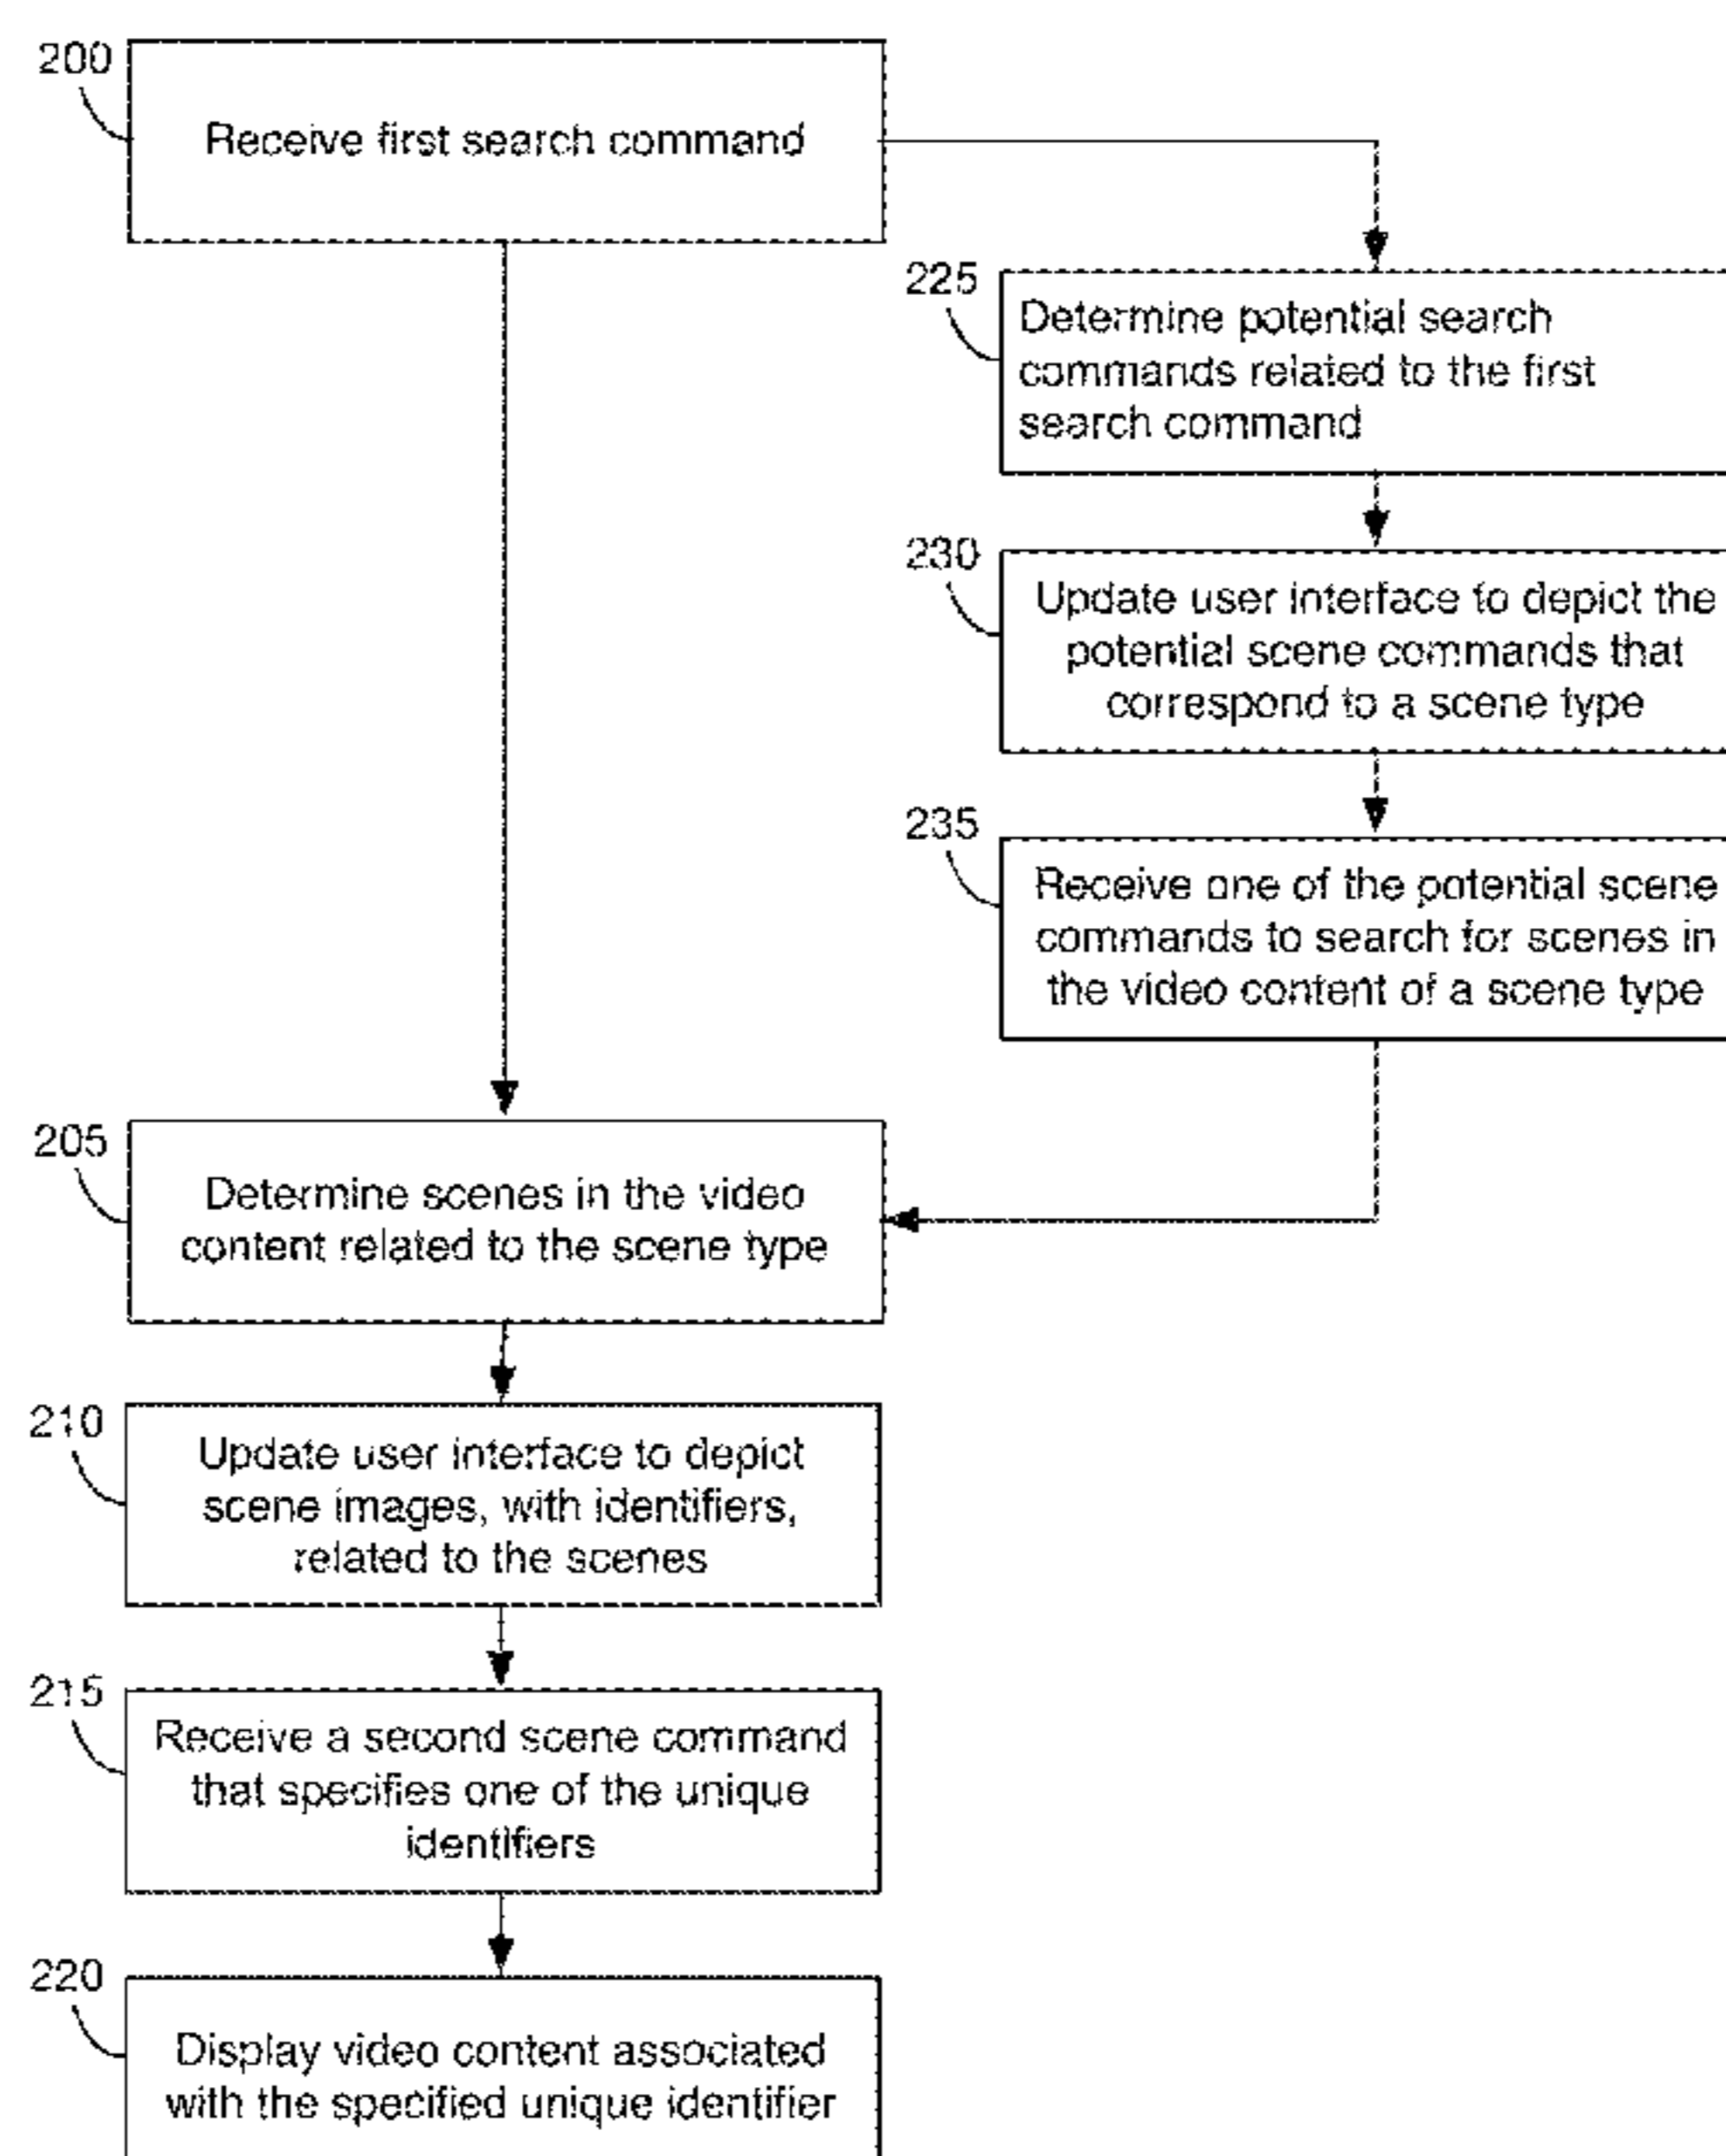 200
Receive first search command
225
Determine potential search
commands related to the first
search command
230
Update user interface to depict the
potential scene commands that
correspond to a scene type
235
Receive one of the potential scene
commands to search for scenes in
the video content of a scene type
205
Determine scenes in the video
content related to the scene type
210
Update user interface to depict
scene images, with identifiers,
related to the scenes
215
Receive a second scene command
that specifies one of the unique
identifiers
220
Display video content associated
with the specified unique identifier